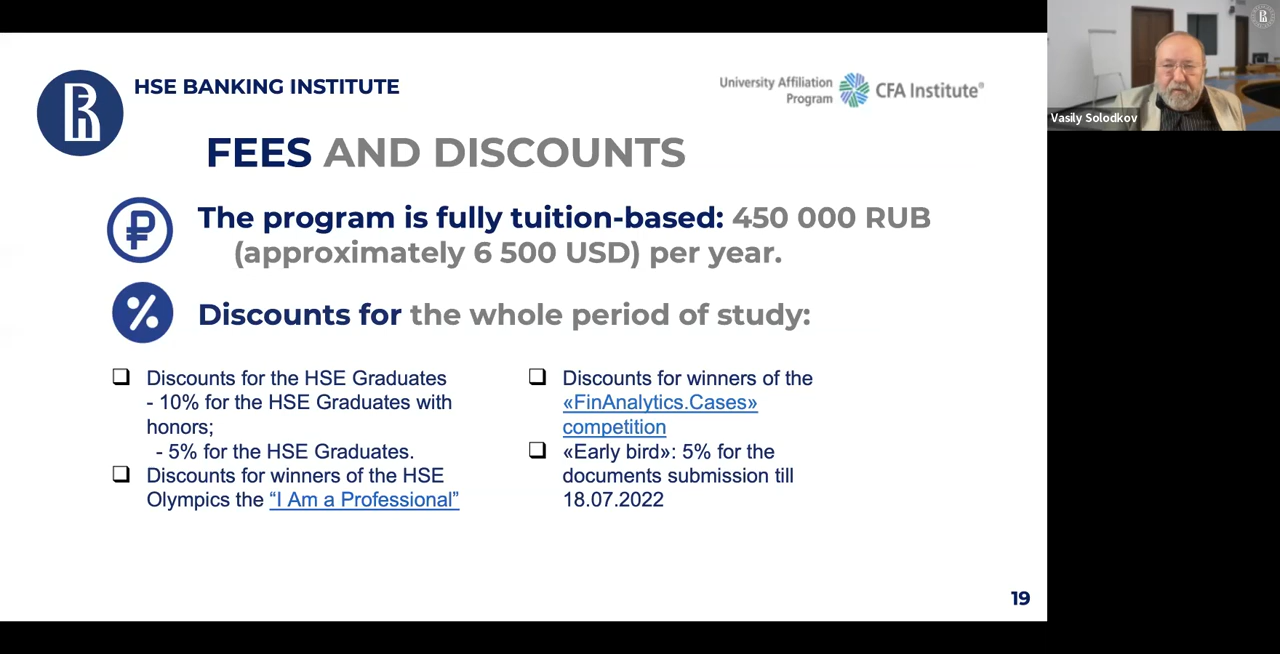 HSE BANKING INSTITUTE
University Affiliation
Program
CFA Institute®
FEES AND DISCOUNTS
The program is fully tuition-based: 450 000 RUB
(approximately 6 500 USD) per year.
Discounts for the whole period of study:
Discounts for the HSE Graduates
- 10% for the HSE Graduates with
honors;
- 5% for the HSE Graduates.
Discounts for winners of the HSE
Olympics the “I Am a Professional”
Discounts for winners of the
«FinAnalytics.Cases»
competition
«Early bird»: 5% for the
documents submission till
18.07.2022
19
Vasily Solodkov